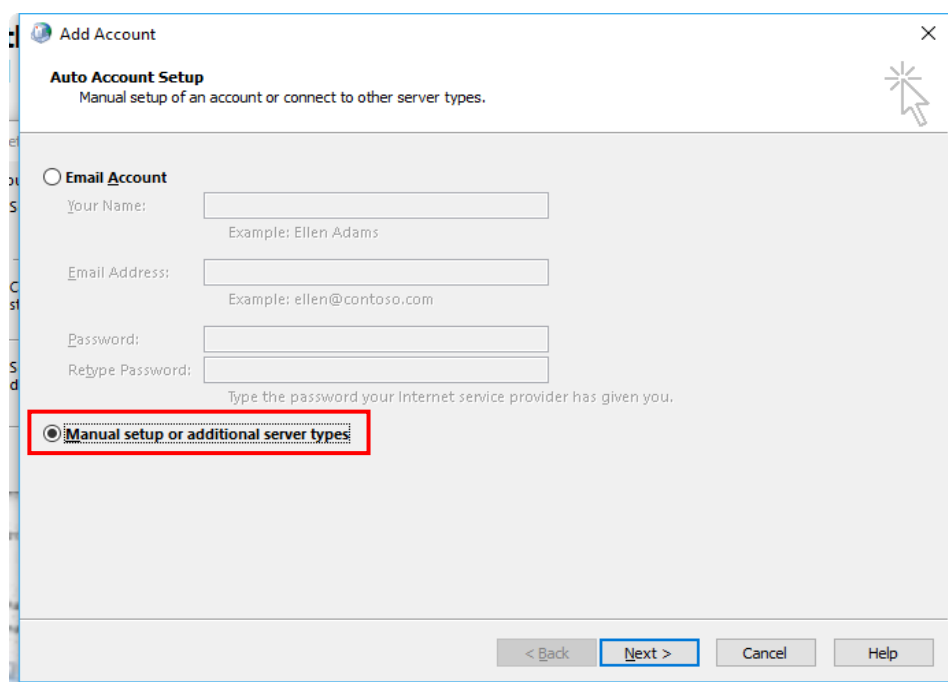 Add Account
Auto Account Setup
Manual setup of an account or connect to other server types.
Email Account
Your Name:
Example: Ellen Adams
Email Address:
Example: ellen@contoso.com
Password:
Retype Password:
Type the password your Internet service provider has given you.
Manual setup or additional server types
< Back Next > Cancel Help